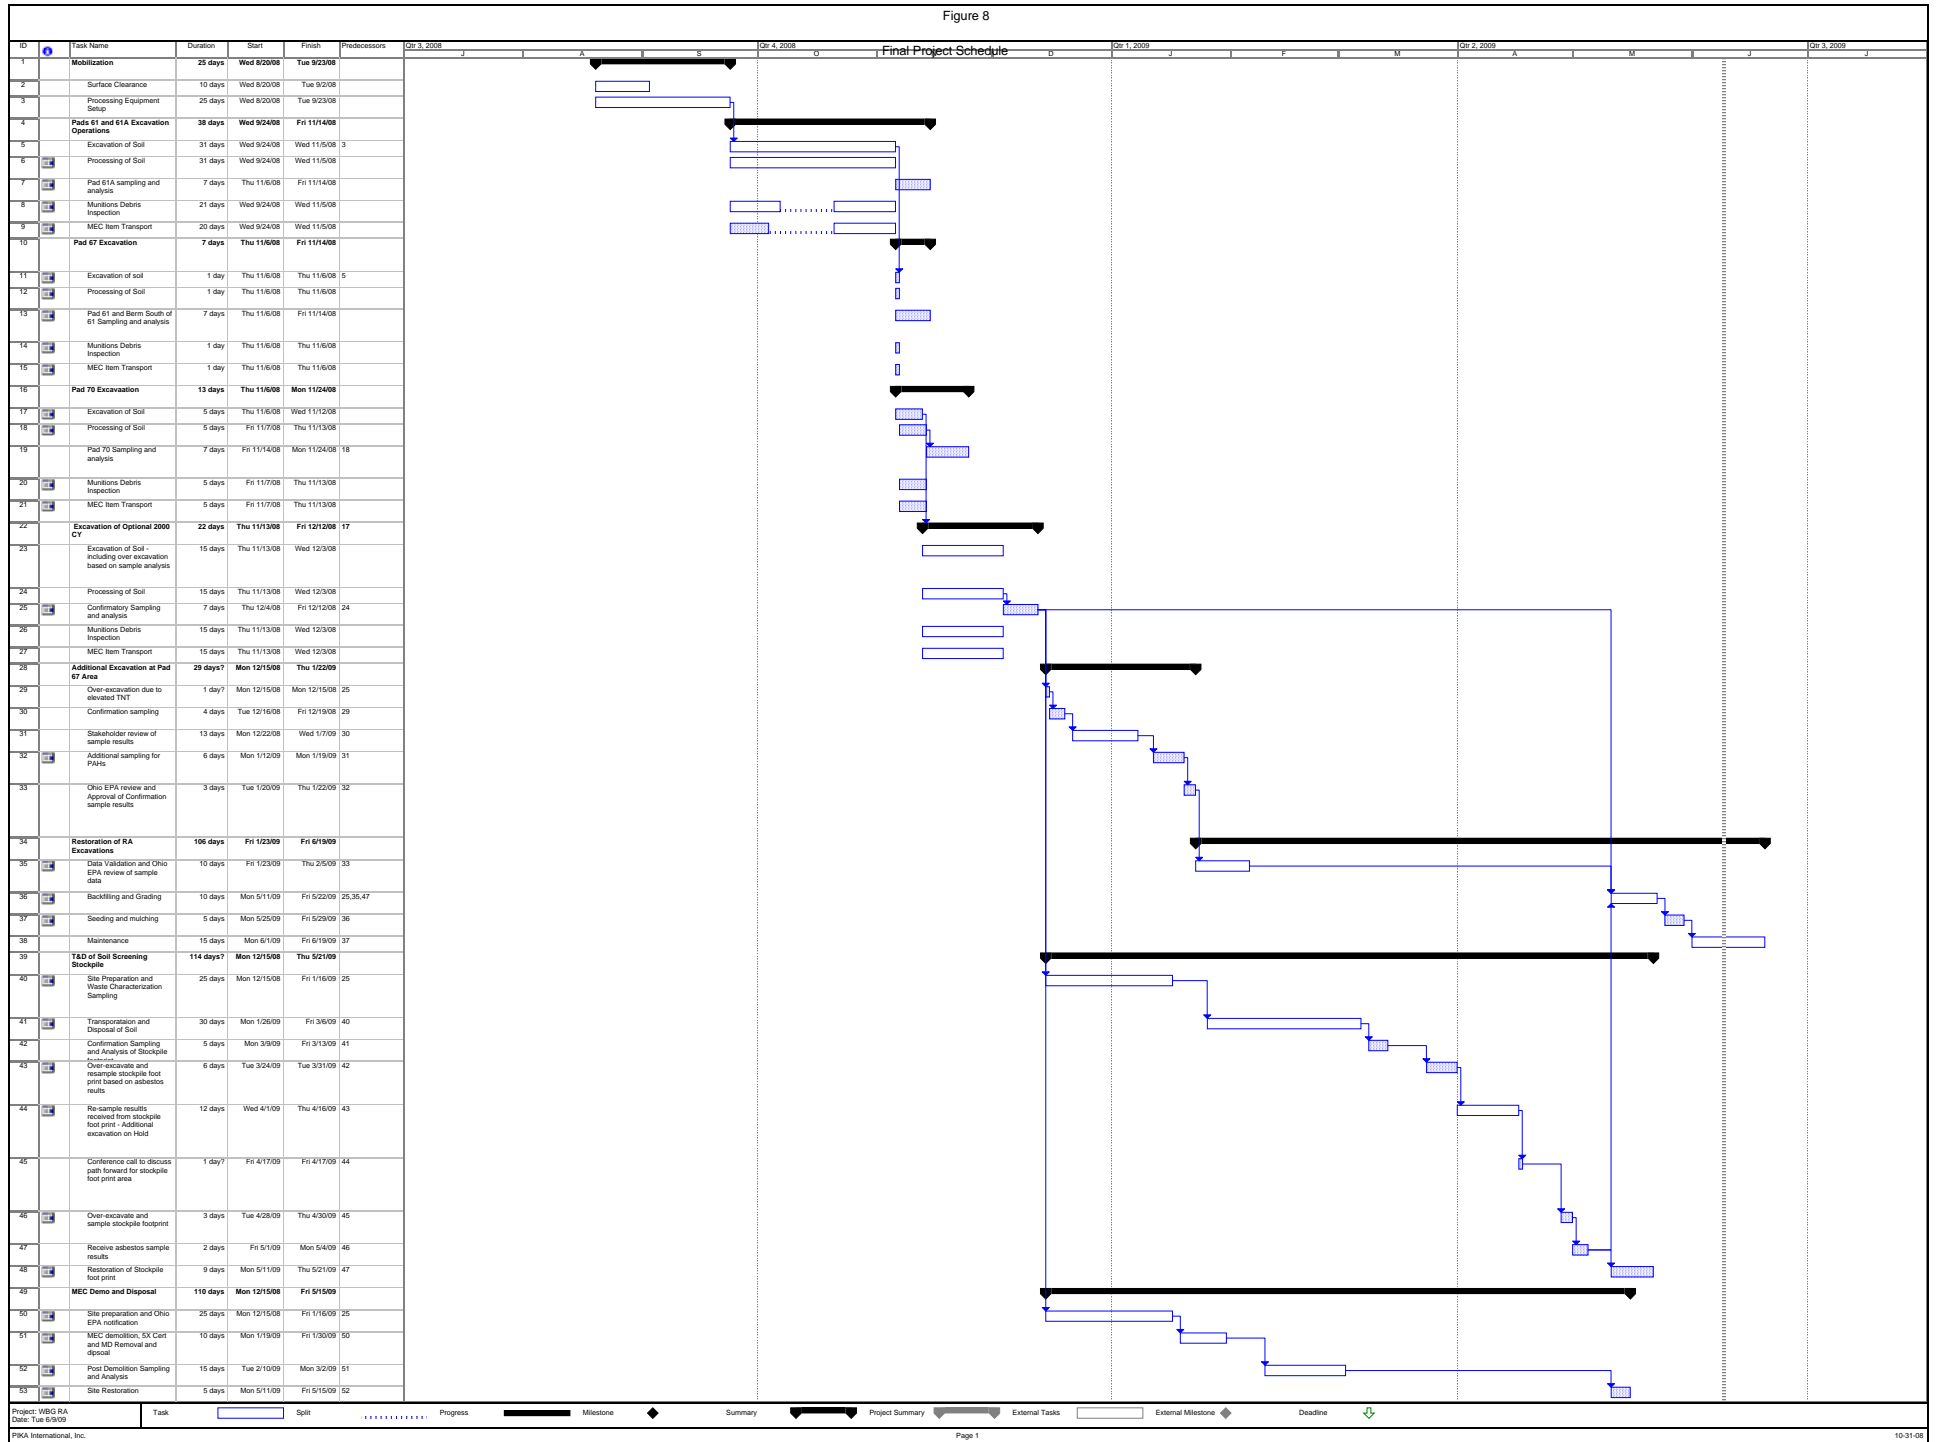 Figure 8
ID Task Name Duration Start Finish Predecessors Qtr 3, 2008 Qtr 4, 2008 Qtr 1, 2009 Qtr 2, 2009 Qtr 3, 2009
J A S O N D J F M A M J J
Final Project Schedule
1 Mobilization 25 days Wed 8/20/08 Tue 9/23/08
2 Surface Clearance 10 days Wed 8/20/08 Tue 9/2/08
3 Processing Equipment 25 days Wed 8/20/08 Tue 9/23/08
Setup
4 Pads 61 and 61A Excavation 38 days Wed 9/24/08 Fri 11/14/08
Operations
5 Excavation of Soil 31 days Wed 9/24/08 Wed 11/5/08 3
6 Processing of Soil 31 days Wed 9/24/08 Wed 11/5/08
7 Pad 61A sampling and 7 days Thu 11/6/08 Fri 11/14/08
analysis
8 Munitions Debris 21 days Wed 9/24/08 Wed 11/5/08
Inspection
9 MEC Item Transport 20 days Wed 9/24/08 Wed 11/5/08
10 Pad 67 Excavation 7 days Thu 11/6/08 Fri 11/14/08
11 Excavation of soil 1 day Thu 11/6/08 Thu 11/6/08 5
12 Processing of Soil 1 day Thu 11/6/08 Thu 11/6/08
13 Pad 61 and Berm South of 7 days Thu 11/6/08 Fri 11/14/08
61 Sampling and analysis
14 Munitions Debris 1 day Thu 11/6/08 Thu 11/6/08
Inspection
15 MEC Item Transport 1 day Thu 11/6/08 Thu 11/6/08
16 Pad 70 Excavaation 13 days Thu 11/6/08 Mon 11/24/08
17 Excavation of Soil 5 days Thu 11/6/08 Wed 11/12/08
18 Processing of Soil 5 days Fri 11/7/08 Thu 11/13/08
19 Pad 70 Sampling and 7 days Fri 11/14/08 Mon 11/24/08 18
analysis
20 Munitions Debris 5 days Fri 11/7/08 Thu 11/13/08
Inspection
21 MEC Item Transport 5 days Fri 11/7/08 Thu 11/13/08
22 Excavation of Optional 2000 22 days Thu 11/13/08 Fri 12/12/08 17
CY
23 Excavation of Soil - 15 days Thu 11/13/08 Wed 12/3/08
including over excavation
based on sample analysis
24 Processing of Soil 15 days Thu 11/13/08 Wed 12/3/08
25 Confirmatory Sampling 7 days Thu 12/4/08 Fri 12/12/08 24
and analysis
26 Munitions Debris 15 days Thu 11/13/08 Wed 12/3/08
Inspection
27 MEC Item Transport 15 days Thu 11/13/08 Wed 12/3/08
28 Additional Excavation at Pad 29 days? Mon 12/15/08 Thu 1/22/09
67 Area
29 Over-excavation due to 1 day? Mon 12/15/08 Mon 12/15/08 25
elevated TNT
30 Confirmation sampling 4 days Tue 12/16/08 Fri 12/19/08 29
31 Stakeholder review of 13 days Mon 12/22/08 Wed 1/7/09 30
sample results
32 Additional sampling for 6 days Mon 1/12/09 Mon 1/19/09 31
PAHs
33 Ohio EPA review and 3 days Tue 1/20/09 Thu 1/22/09 32
Approval of Confirmation
sample results
34 Restoration of RA 106 days Fri 1/23/09 Fri 6/19/09
Excavations
35 Data Validation and Ohio 10 days Fri 1/23/09 Thu 2/5/09 33
EPA review of sample
data
36 Backfilling and Grading 10 days Mon 5/11/09 Fri 5/22/09 25,35,47
37 Seeding and mulching 5 days Mon 5/25/09 Fri 5/29/09 36
38 Maintenance 15 days Mon 6/1/09 Fri 6/19/09 37
39 T&D of Soil Screening 114 days? Mon 12/15/08 Thu 5/21/09
Stockpile
40 Site Preparation and 25 days Mon 12/15/08 Fri 1/16/09 25
Waste Characterization
Sampling
41 Transporataion and 30 days Mon 1/26/09 Fri 3/6/09 40
Disposal of Soil
42 Confirmation Sampling 5 days Mon 3/9/09 Fri 3/13/09 41
and Analysis of Stockpile
43 Over-excavate and 6 days Tue 3/24/09 Tue 3/31/09 42
resample stockpile foot
print based on asbestos
reults
44 Re-sample resultls 12 days Wed 4/1/09 Thu 4/16/09 43
received from stockpile
foot print - Additional
excavation on Hold
45 Conference call to discuss 1 day? Fri 4/17/09 Fri 4/17/09 44
path forward for stockpile
foot print area
46 Over-excavate and 3 days Tue 4/28/09 Thu 4/30/09 45
sample stockpile footprint
47 Receive asbestos sample 2 days Fri 5/1/09 Mon 5/4/09 46
results
48 Restoration of Stockpile 9 days Mon 5/11/09 Thu 5/21/09 47
foot print
49 MEC Demo and Disposal 110 days Mon 12/15/08 Fri 5/15/09
50 Site preparation and Ohio 25 days Mon 12/15/08 Fri 1/16/09 25
EPA notification
51 MEC demolition, 5X Cert 10 days Mon 1/19/09 Fri 1/30/09 50
and MD Removal and
dipsoal
52 Post Demolition Sampling 15 days Tue 2/10/09 Mon 3/2/09 51
and Analysis
53 Site Restoration 5 days Mon 5/11/09 Fri 5/15/09 52
Project: WBG RA
Date: Tue 6/9/09
Task Split Progress Milestone Summary Project Summary External Tasks External Milestone Deadline
PIKA International, Inc. Page 1 10-31-08